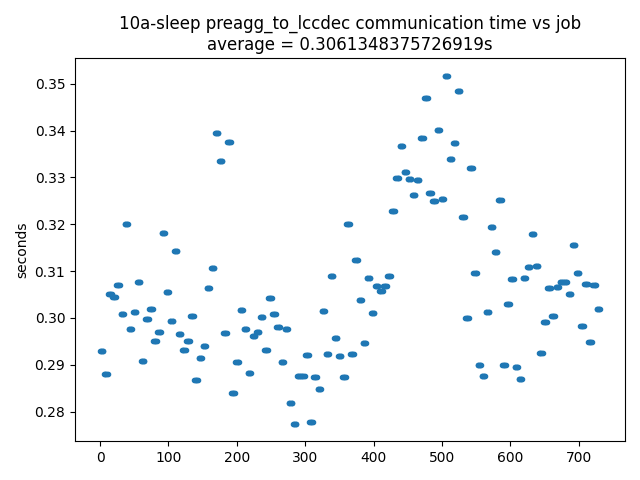 10a-sleep preagg_to_lccdec communication time vs job
average = 0.3061348375726919s
0.35
0.34
0.33
0.32
0.31
0.30
0.29
0.28
seconds
0 100 200 300 400 500 600 700